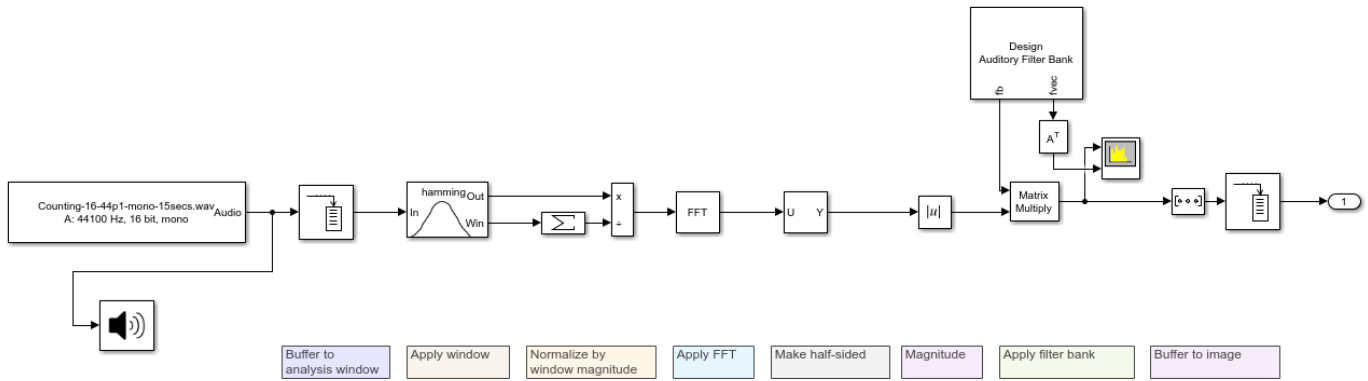 Design
Auditory Filter Bank
fb
fvec
A^T
Counting-16-44p1-mono-15secs.wav
A: 44100 Hz, 16 bit, mono
Audio
hamming
In
Out
Win
x
÷
FFT
U
Y
|u|
Matrix
Multiply
1
Buffer to
analysis window
Apply window
Normalize by
window magnitude
Apply FFT
Make half-sided
Magnitude
Apply filter bank
Buffer to image